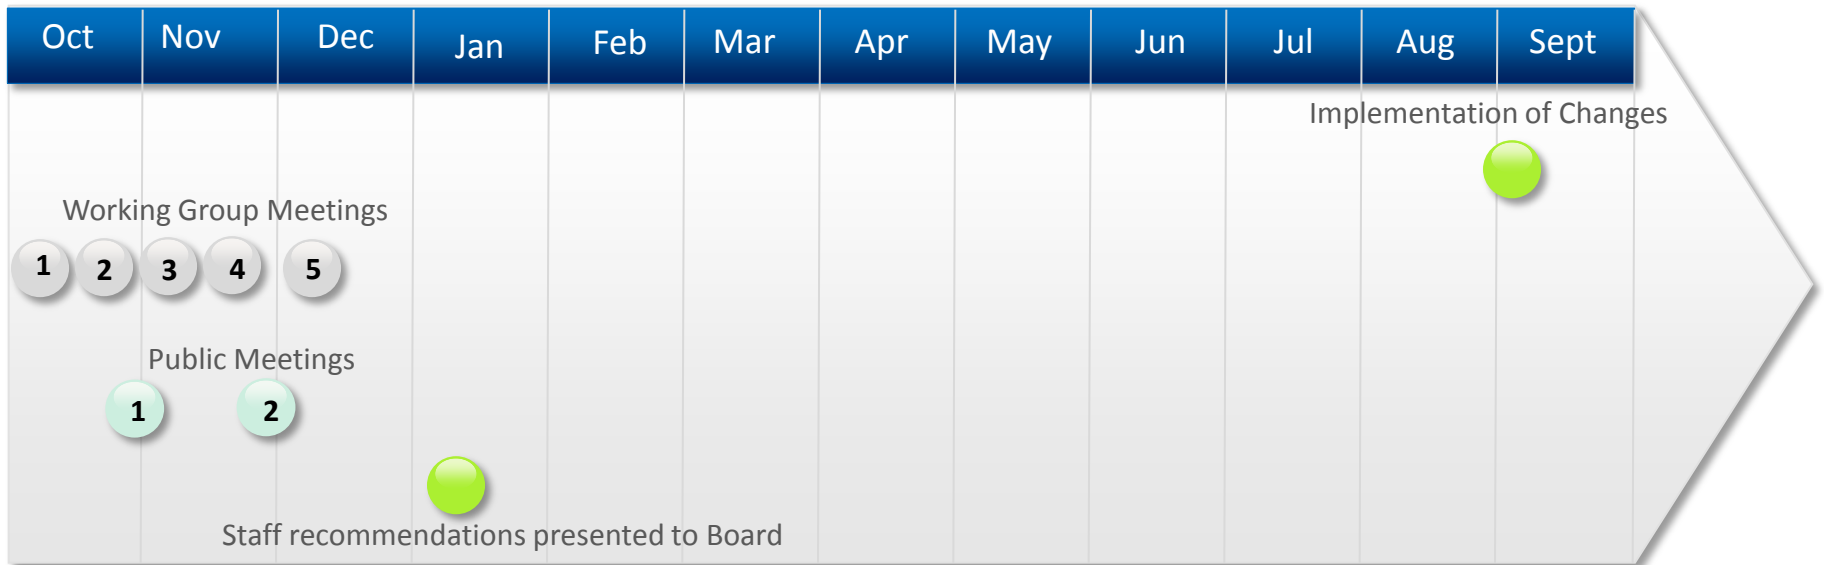 Oct Nov Dec Jan Feb Mar Apr May Jun Jul Aug Sept
Implementation of Changes
Working Group Meetings
1 2 3 4 5
Public Meetings
1 2
Staff recommendations presented to Board